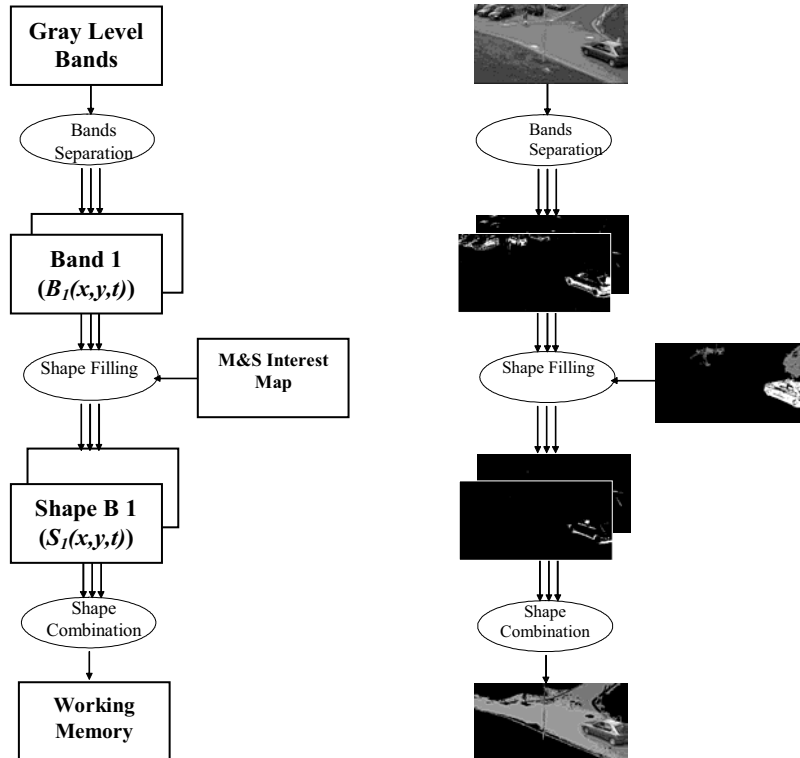 Gray Level
Bands
Bands
Separation
Band 1
(B₁(x,y,t))
Shape Filling
M&S Interest
Map
Shape B 1
(S₁(x,y,t))
Shape
Combination
Working
Memory
Bands
Separation
Shape Filling
Shape
Combination